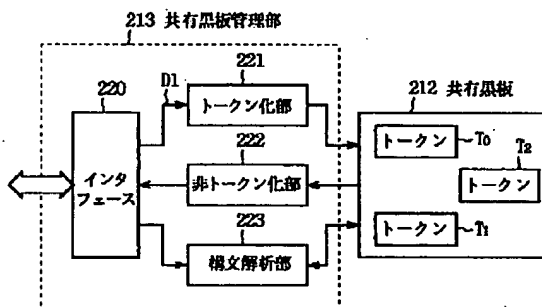 213 共有黒板管理部
221
220
D1
トークン化部
212 共有黒板
222
トークン
T0
T2
インタ
フェース
非トークン化部
トークン
223
トークン
T1
構文解析部